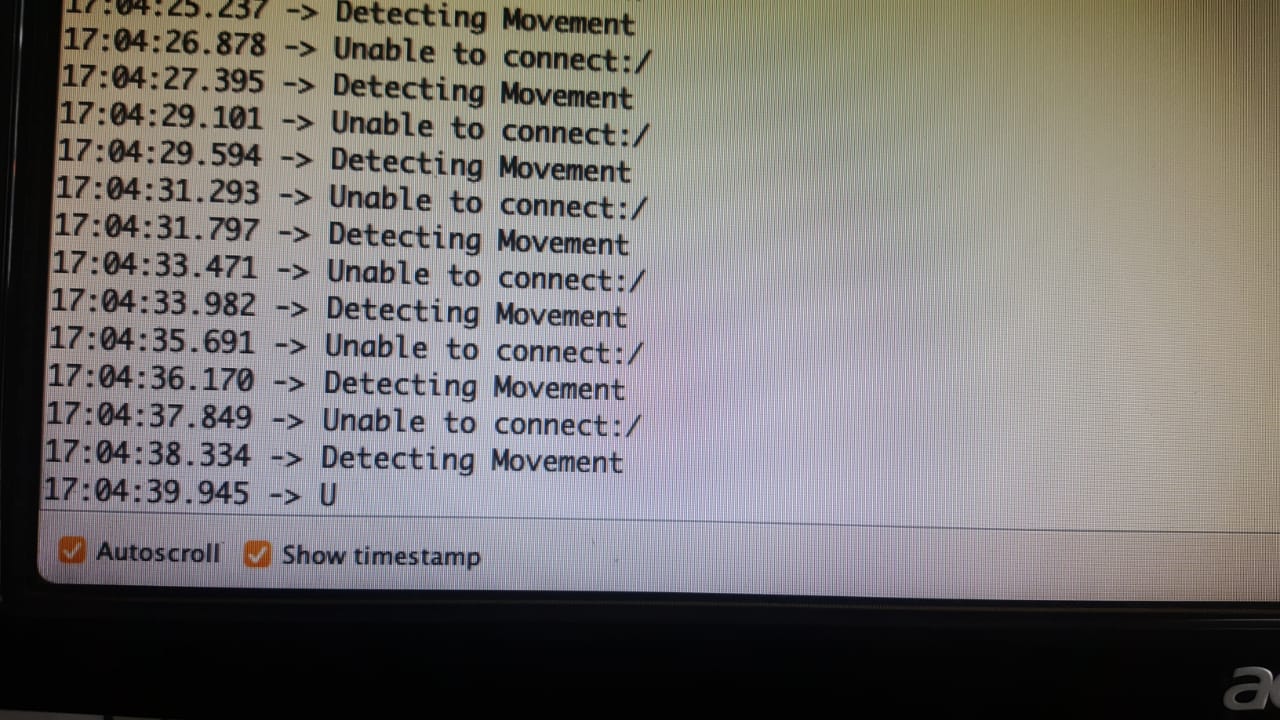 17:04:25.237 -> Detecting Movement
17:04:26.878 -> Unable to connect:/
17:04:27.395 -> Detecting Movement
17:04:29.101 -> Unable to connect:/
17:04:29.594 -> Detecting Movement
17:04:31.293 -> Unable to connect:/
17:04:31.797 -> Detecting Movement
17:04:33.471 -> Unable to connect:/
17:04:33.982 -> Detecting Movement
17:04:35.691 -> Unable to connect:/
17:04:36.170 -> Detecting Movement
17:04:37.849 -> Unable to connect:/
17:04:38.334 -> Detecting Movement
17:04:39.945 -> U
Autoscroll Show timestamp